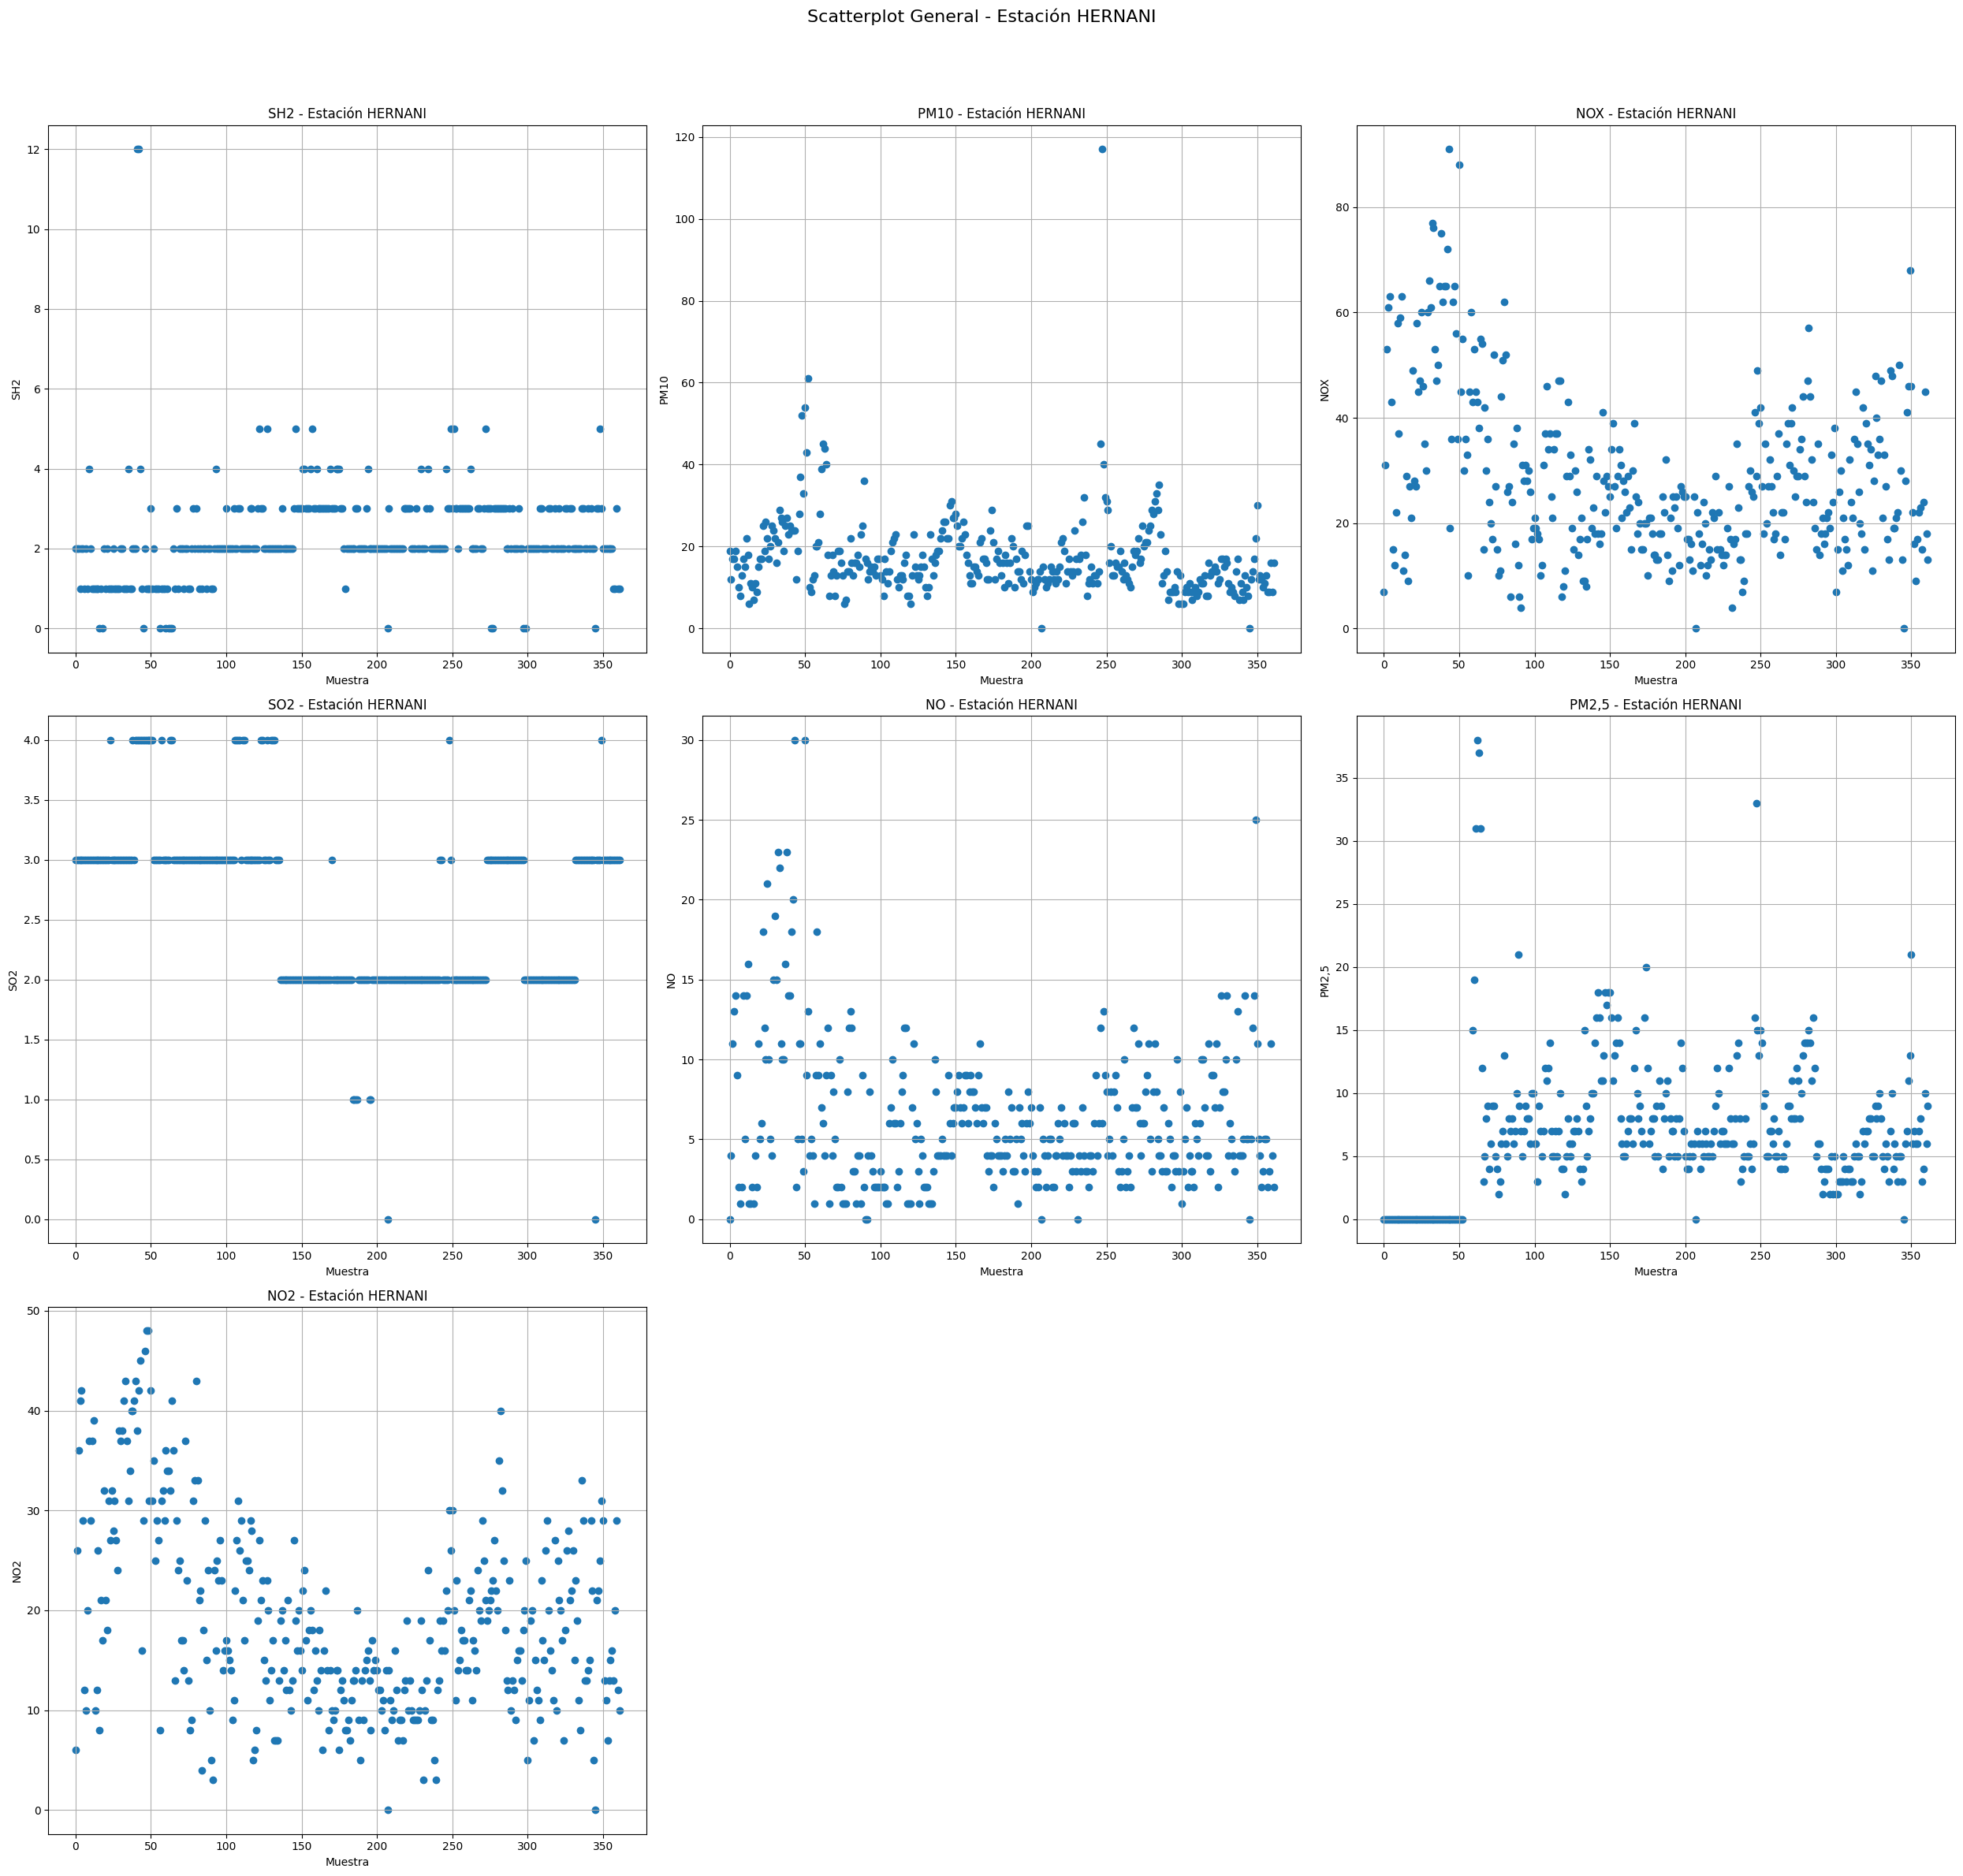 Scatterplot General - Estación HERNANI
SH2 - Estación HERNANI
12
10
8
6
4
2
0
SH2
0 50 100 150 200 250 300 350
Muestra
PM10 - Estación HERNANI
120
100
80
60
40
20
0
PM10
0 50 100 150 200 250 300 350
Muestra
NOX - Estación HERNANI
80
60
40
20
0
NOX
0 50 100 150 200 250 300 350
Muestra
SO2 - Estación HERNANI
4.0
3.5
3.0
2.5
2.0
1.5
1.0
0.5
0.0
SO2
0 50 100 150 200 250 300 350
Muestra
NO - Estación HERNANI
30
25
20
15
10
5
0
NO
0 50 100 150 200 250 300 350
Muestra
PM2,5 - Estación HERNANI
35
30
25
20
15
10
5
0
PM2,5
0 50 100 150 200 250 300 350
Muestra
NO2 - Estación HERNANI
50
40
30
20
10
0
NO2
0 50 100 150 200 250 300 350
Muestra